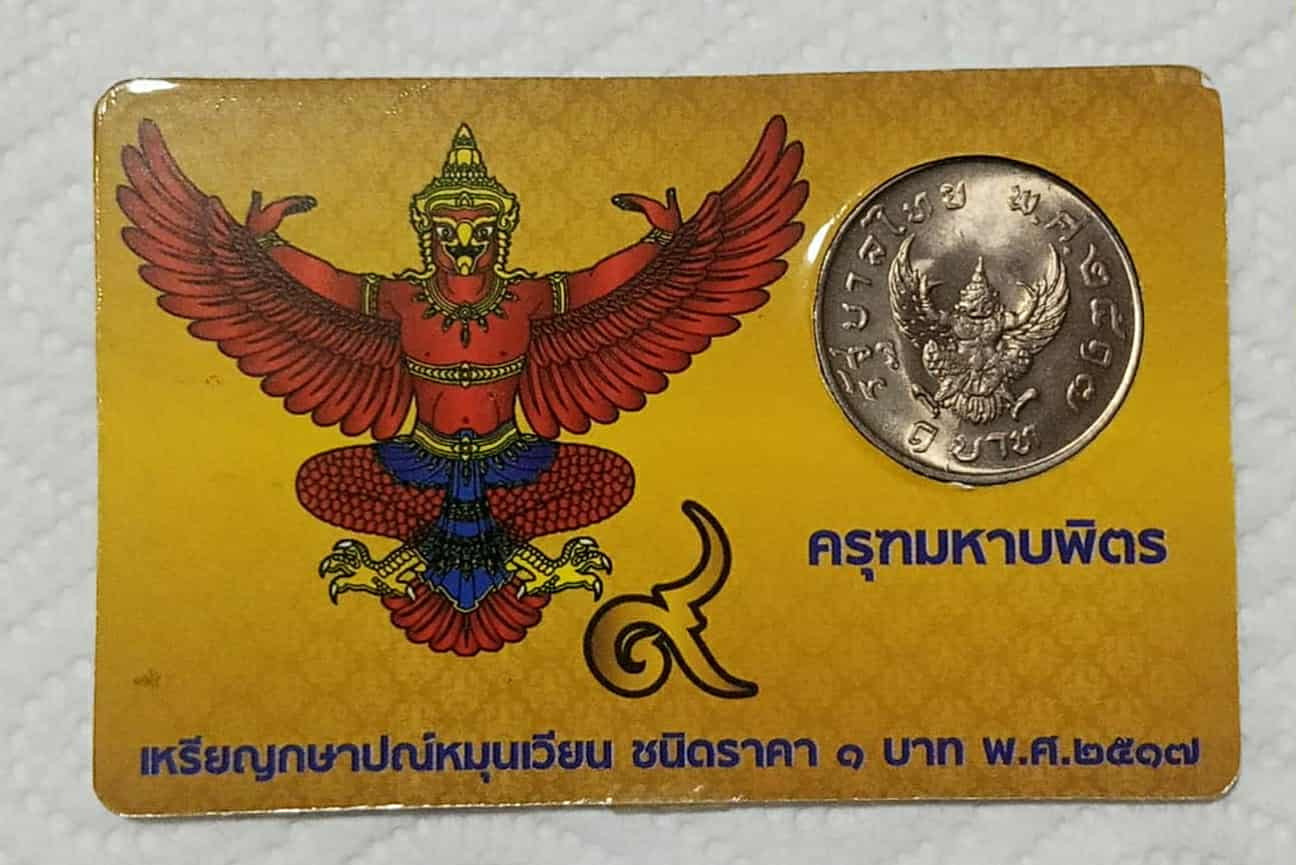 รัฐบาลไทย พ.ศ.๒๕๑๗
๑ บาท
ครุฑมหาบพิตร
๙
เหรียญกษาปณ์หมุนเวียน ชนิดราคา ๑ บาท พ.ศ.๒๕๑๗